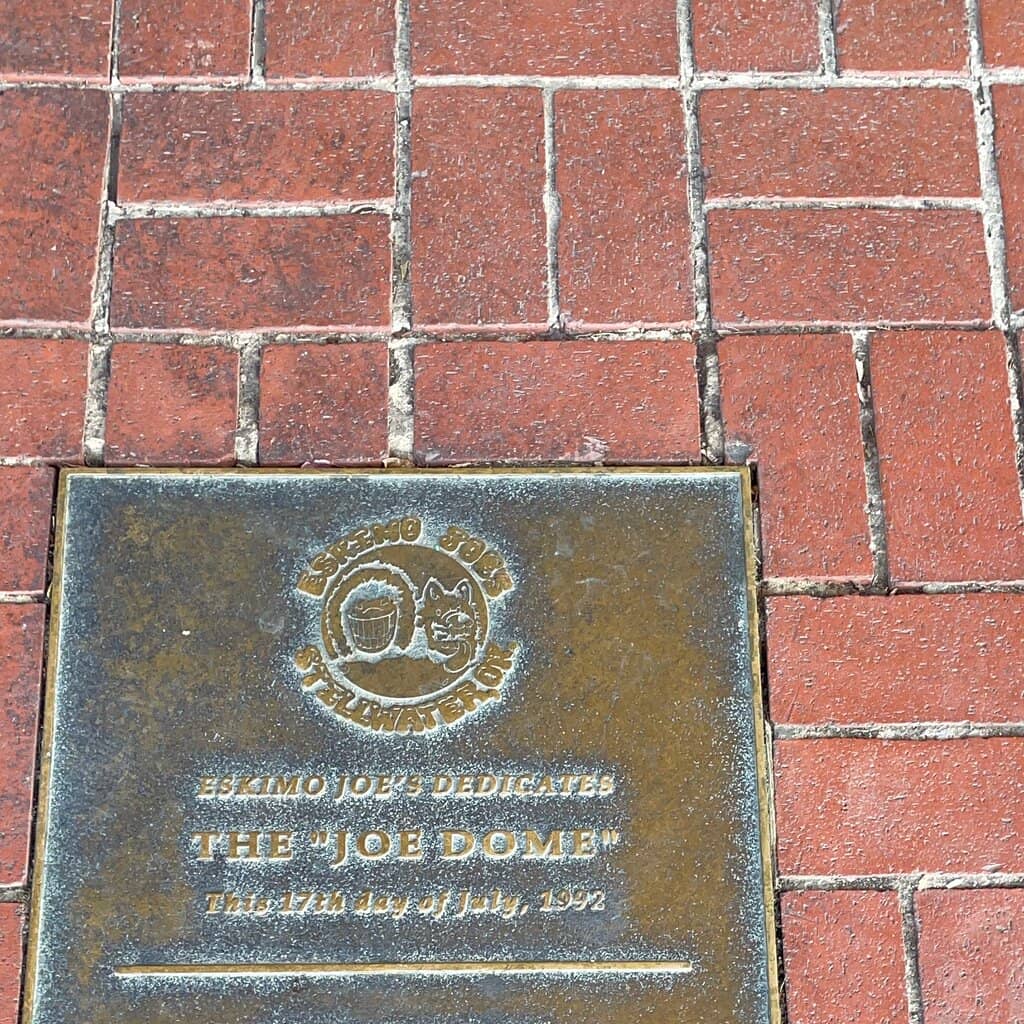 ESKIMO JOE'S
STILLWATER OK.
ESKIMO JOE'S DEDICATES
THE "JOE DOME"
This 17th day of July, 1992